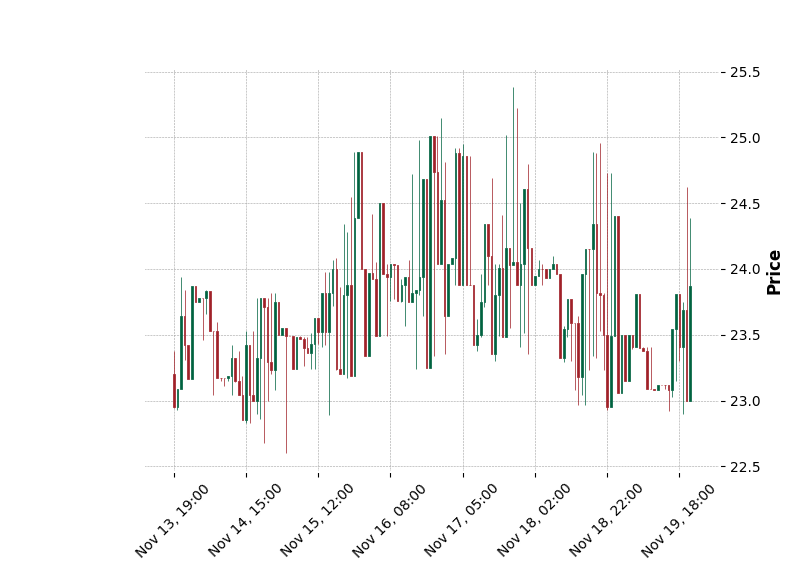 25.5
25.0
24.5
24.0
23.5
23.0
22.5
Price
Nov 13, 19:00
Nov 14, 15:00
Nov 15, 12:00
Nov 16, 08:00
Nov 17, 05:00
Nov 18, 02:00
Nov 18, 22:00
Nov 19, 18:00